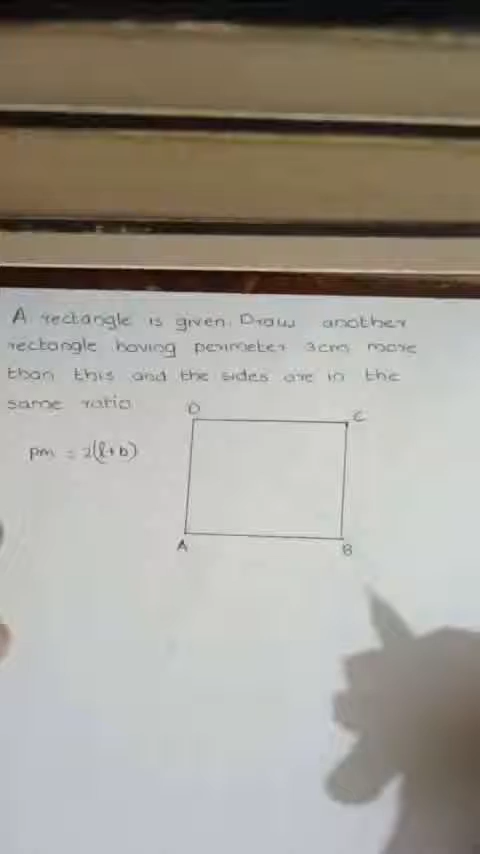 A rectangle is given. Draw another
rectangle having perimeter 3cm more
than this and the sides are in the
same ratio
D
C
pm = 2(l+b)
A
B